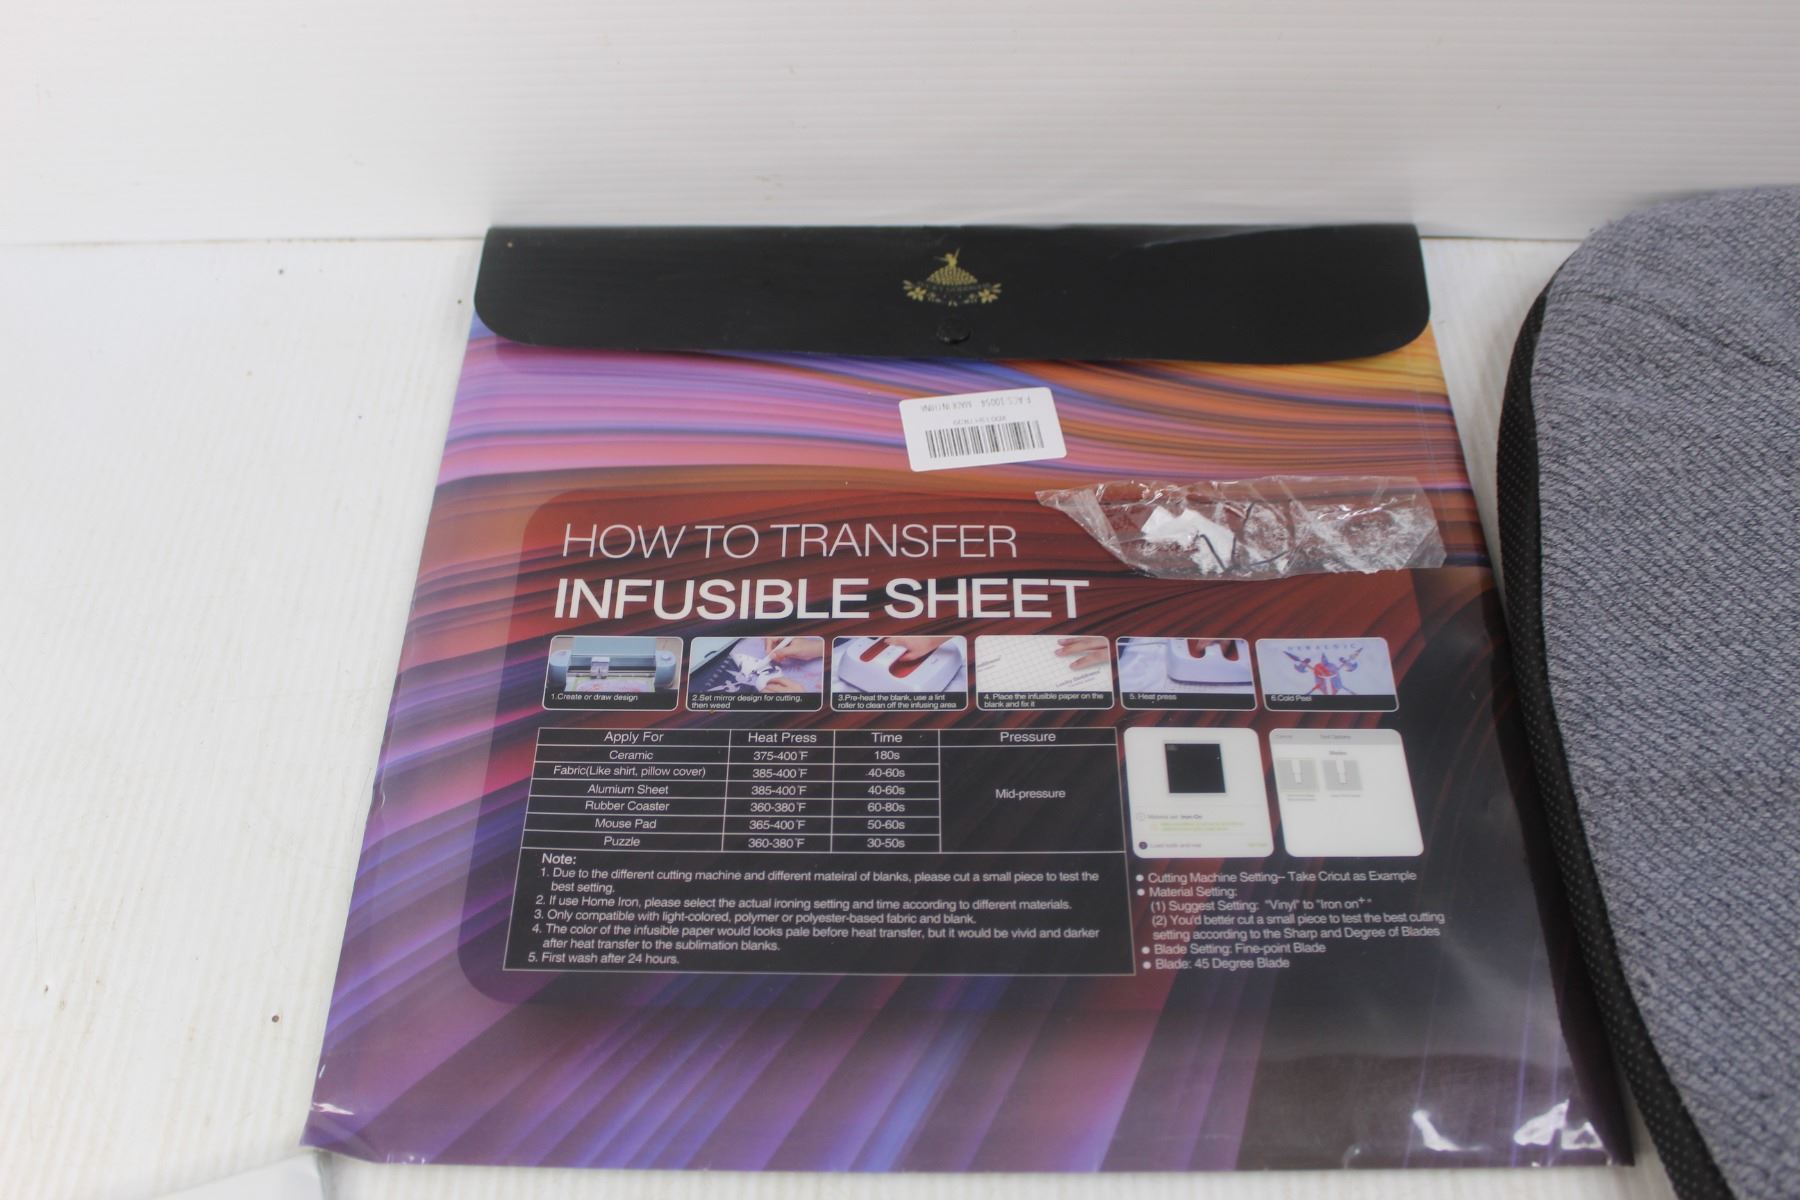 MADE IN CHINA
HOW TO TRANSFER
INFUSIBLE SHEET
1.Create or draw design
2.Set mirror design for cutting,
then weed
3.Pre-heat the blank, use a lint
roller to clean off the infusing area
4. Place the infusible paper on the
blank and fix it
5. Heat press
6.Cold Peel
Apply For Heat Press Time Pressure
Ceramic 375-400°F 180s
Fabric(Like shirt, pillow cover) 385-400°F 40-60s
Alumium Sheet 385-400°F 40-60s
Mid-pressure
Rubber Coaster 360-380°F 60-80s
Mouse Pad 365-400°F 50-60s
Puzzle 360-380°F 30-50s
Note:
1. Due to the different cutting machine and different mateiral of blanks, please cut a small piece to test the
best setting.
2. If use Home Iron, please select the actual ironing setting and time according to different materials.
3. Only compatible with light-colored, polymer or polyester-based fabric and blank.
4. The color of the infusible paper would looks pale before heat transfer, but it would be vivid and darker
after heat transfer to the sublimation blanks.
5. First wash after 24 hours.
Blades
● Cutting Machine Setting-- Take Cricut as Example
● Material Setting:
(1) Suggest Setting: "Vinyl" to "Iron on+"
(2) You'd better cut a small piece to test the best cutting
setting according to the Sharp and Degree of Blades
● Blade Setting: Fine-point Blade
● Blade: 45 Degree Blade